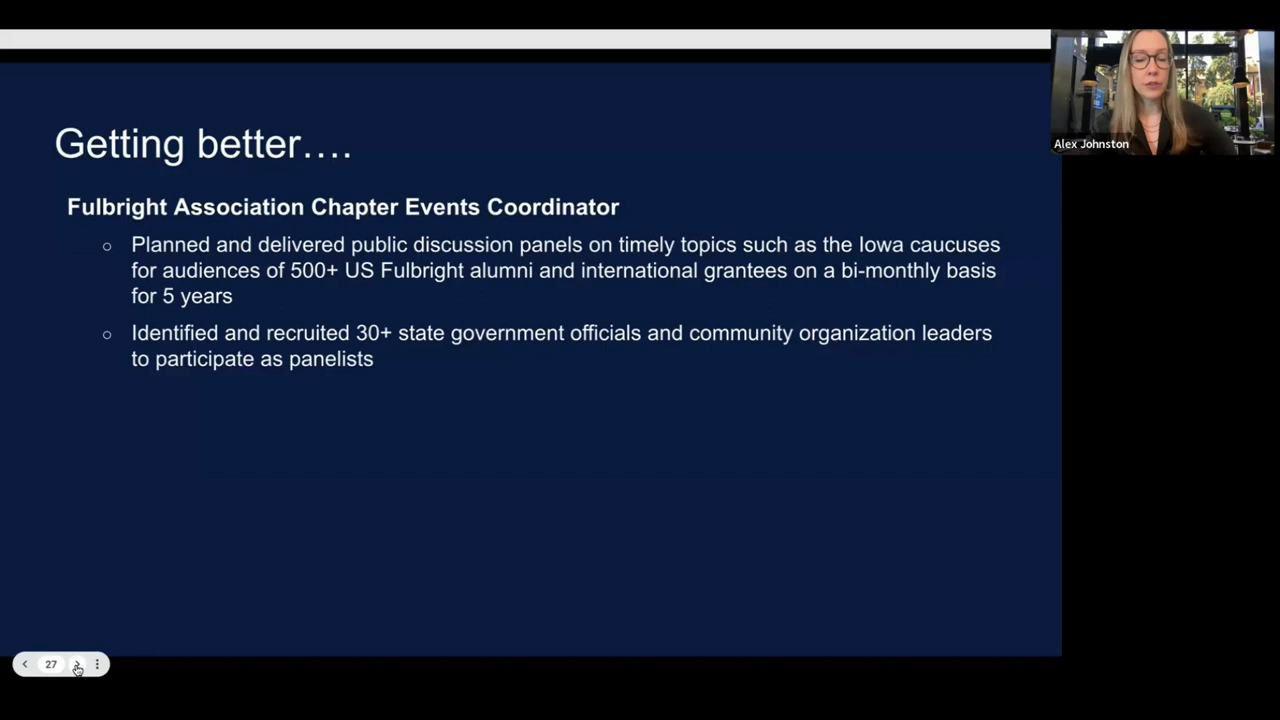 Getting better….
Fulbright Association Chapter Events Coordinator
○ Planned and delivered public discussion panels on timely topics such as the Iowa caucuses
for audiences of 500+ US Fulbright alumni and international grantees on a bi-monthly basis
for 5 years
○ Identified and recruited 30+ state government officials and community organization leaders
to participate as panelists
Alex Johnston
27